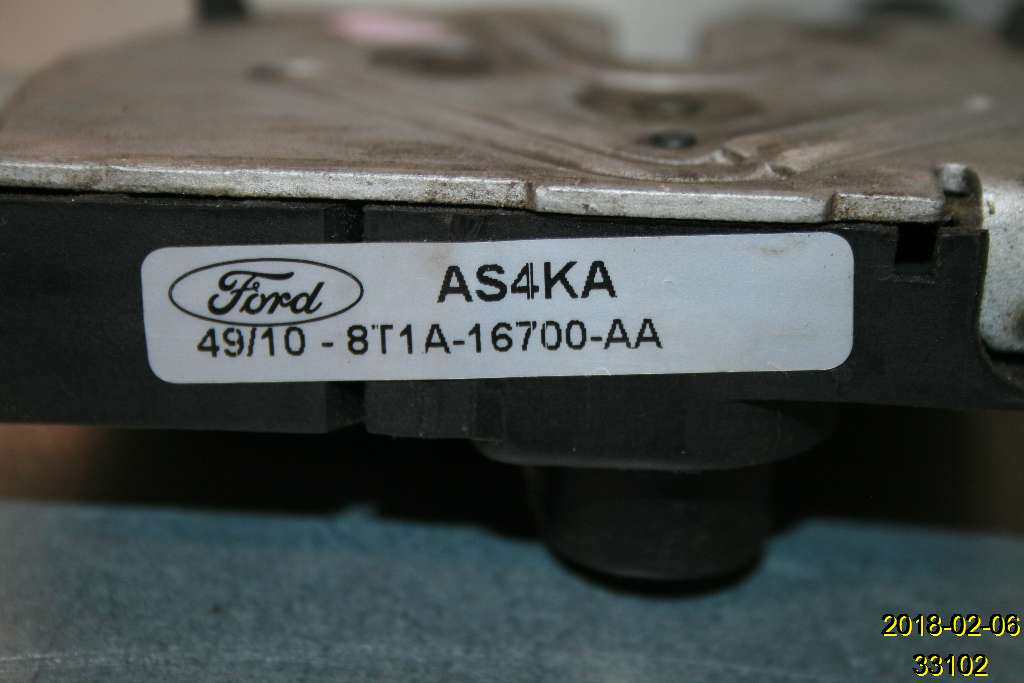 Ford AS4KA
49/10 - 8T1A-16700-AA
2018-02-06
33102